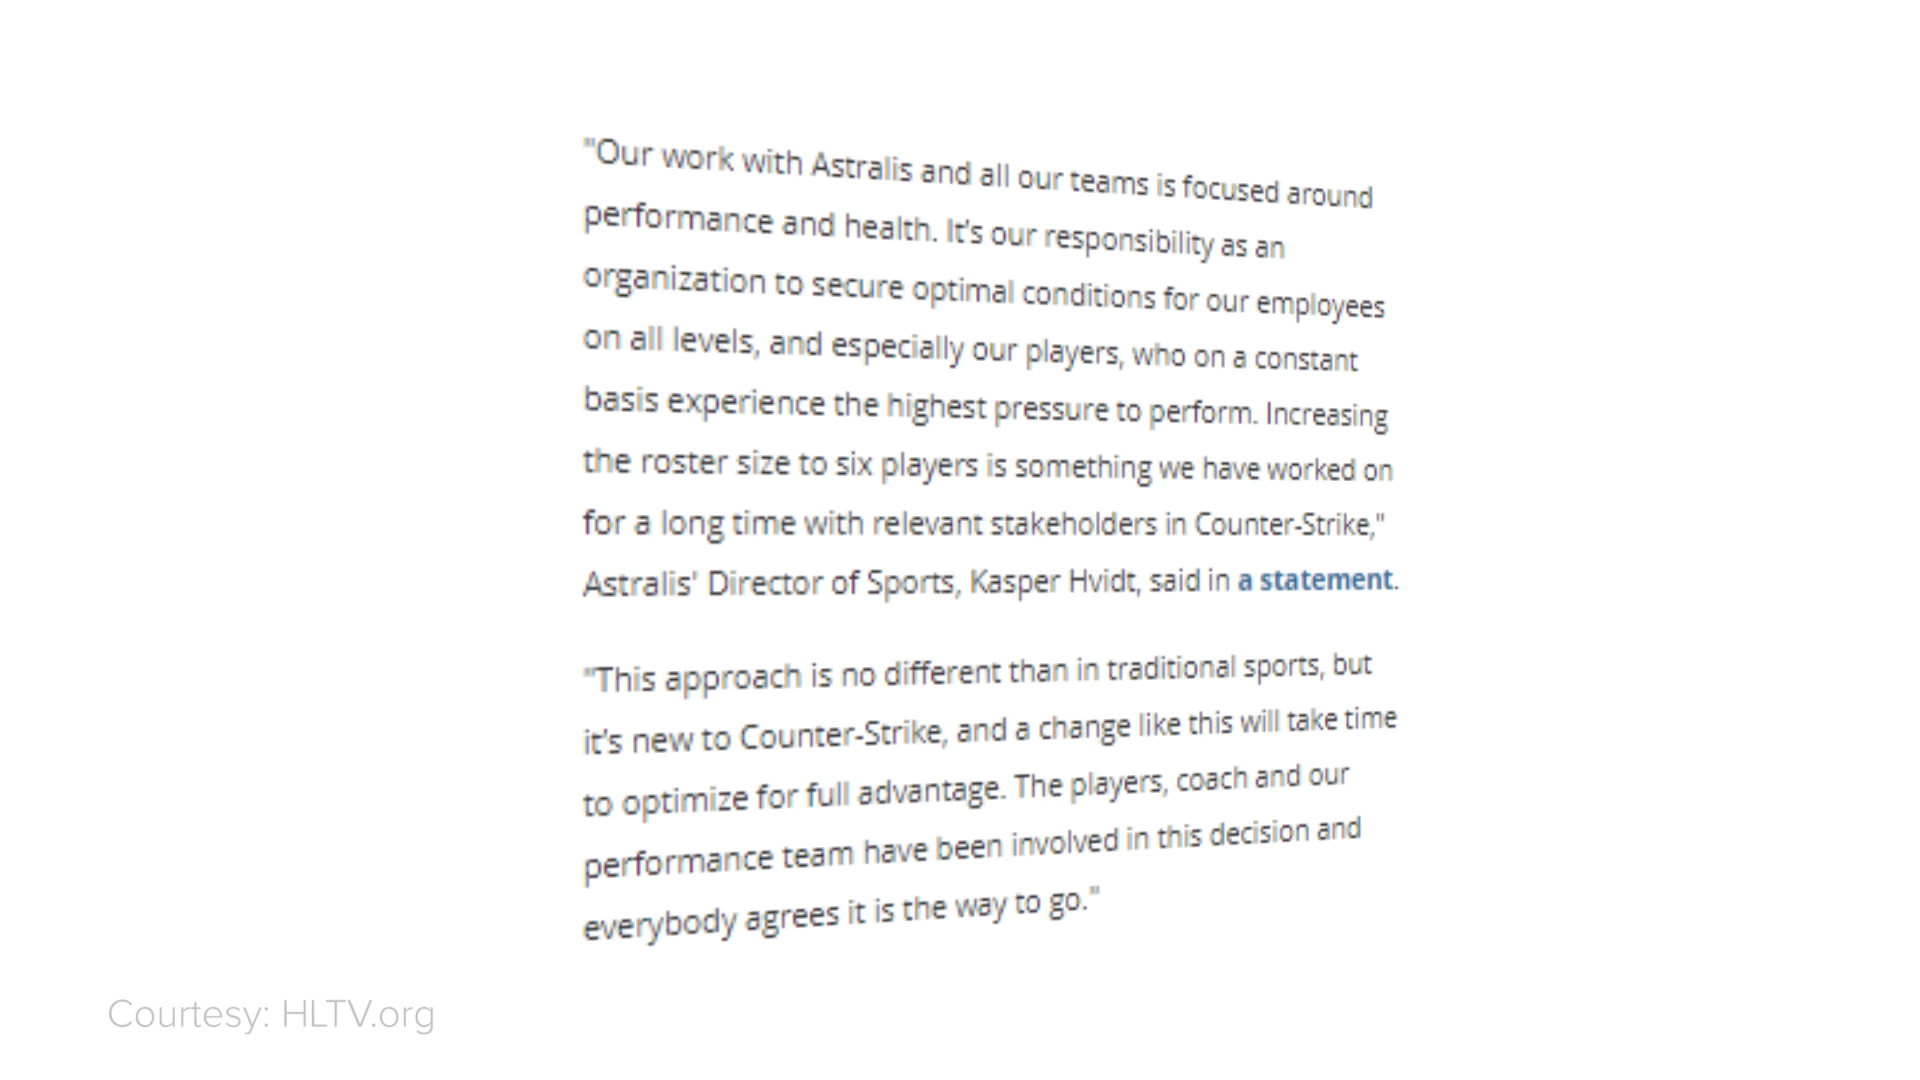 "Our work with Astralis and all our teams is focused around
performance and health. It's our responsibility as an
organization to secure optimal conditions for our employees
on all levels, and especially our players, who on a constant
basis experience the highest pressure to perform. Increasing
the roster size to six players is something we have worked on
for a long time with relevant stakeholders in Counter-Strike,"
Astralis' Director of Sports, Kasper Hvidt, said in a statement.
"This approach is no different than in traditional sports, but
it's new to Counter-Strike, and a change like this will take time
to optimize for full advantage. The players, coach and our
performance team have been involved in this decision and
everybody agrees it is the way to go."
Courtesy: HLTV.org